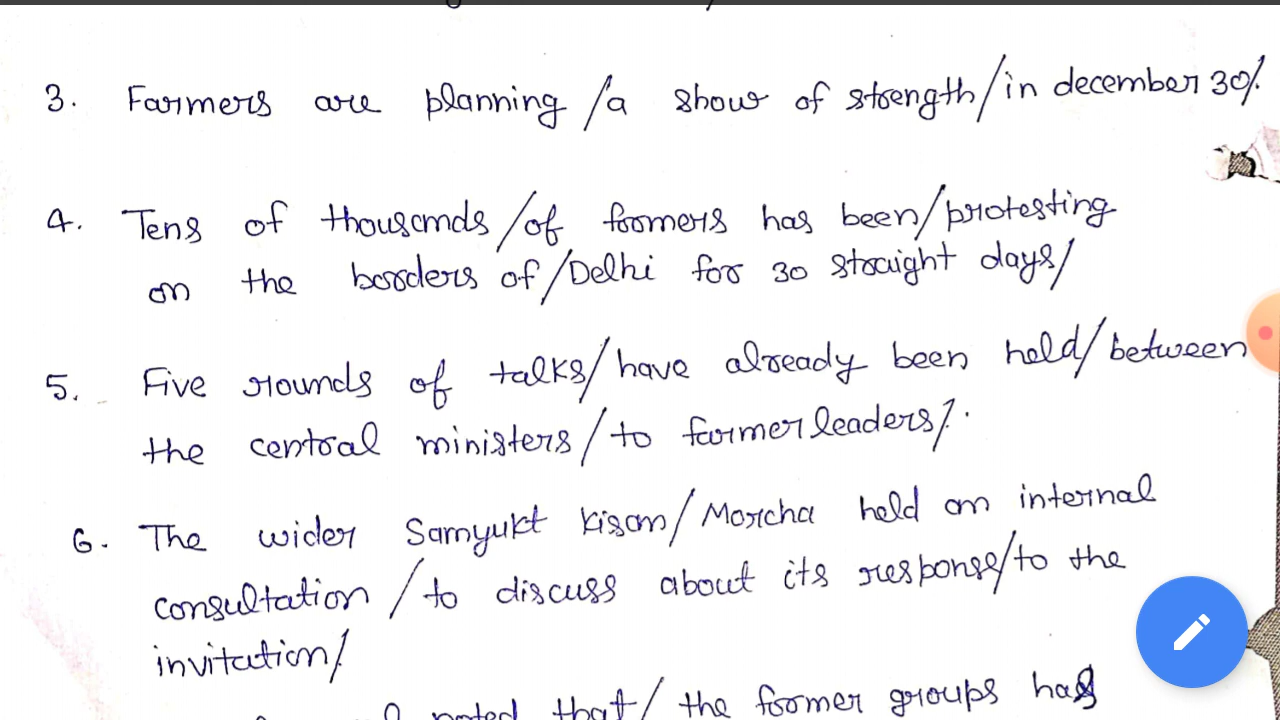 3. Farmers are planning /a show of strength/in december 30/.
4. Tens of thousands /of farmers has been/protesting
on the borders of/Delhi for 30 straight days/
5. Five rounds of talks/have already been held/between
the central ministers/to farmer leaders/.
6. The wider Samyukt Kisan/Morcha held an internal
consultation/to discuss about its response/to the
invitation/
noted that/ the farmer groups has